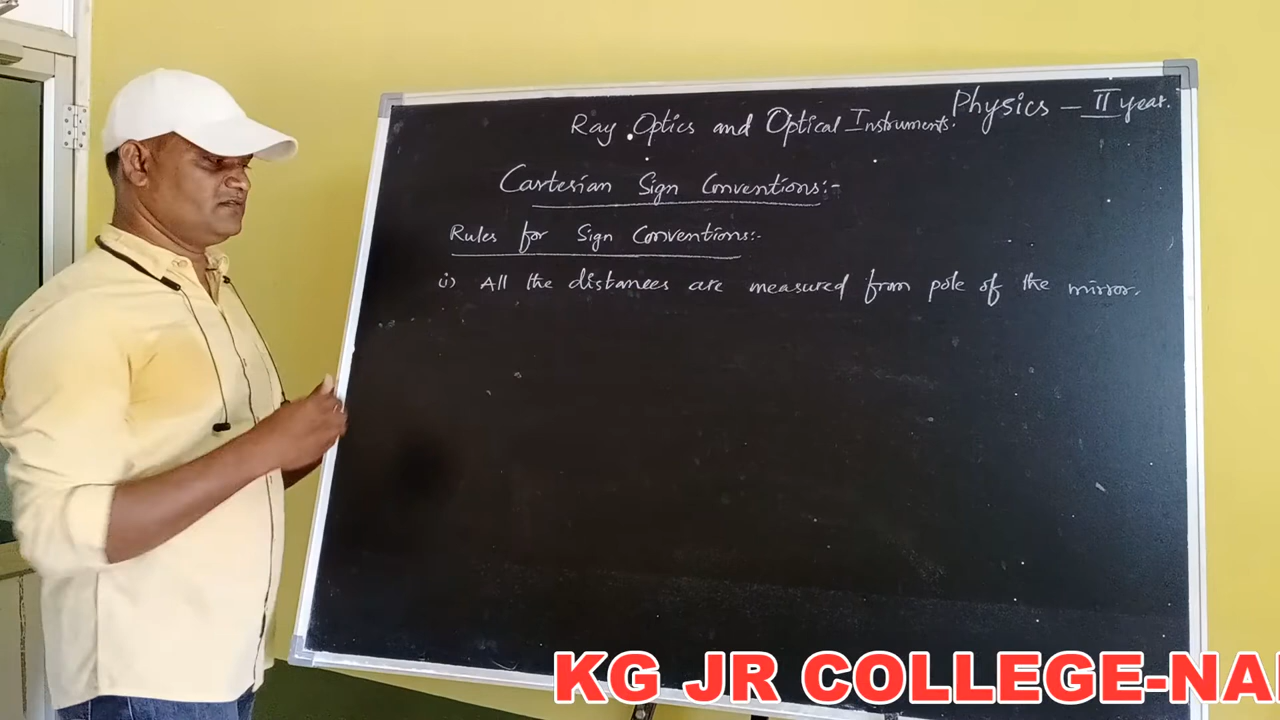 Physics - II year.
Ray Optics and Optical Instruments.
Cartesian Sign Conventions:-
Rules for Sign Conventions:-
(i) All the distances are measured from pole of the mirror.
KG JR COLLEGE-NA